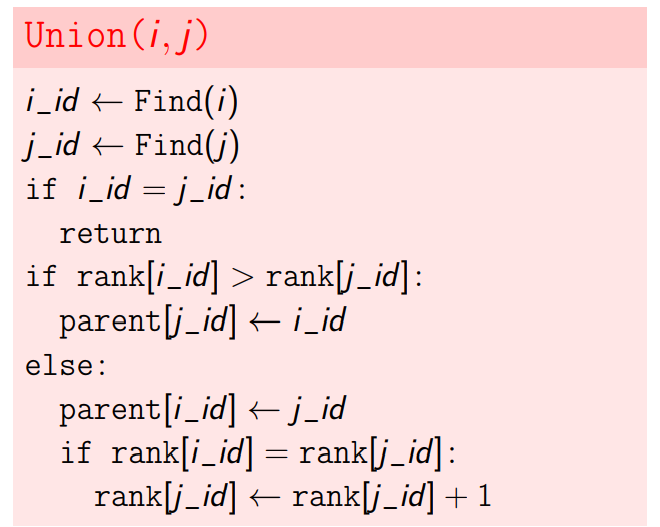 Union(i, j)
i_id ← Find(i)
j_id ← Find(j)
if i_id = j_id:
return
if rank[i_id] > rank[j_id]:
parent[j_id] ← i_id
else:
parent[i_id] ← j_id
if rank[i_id] = rank[j_id]:
rank[j_id] ← rank[j_id] + 1